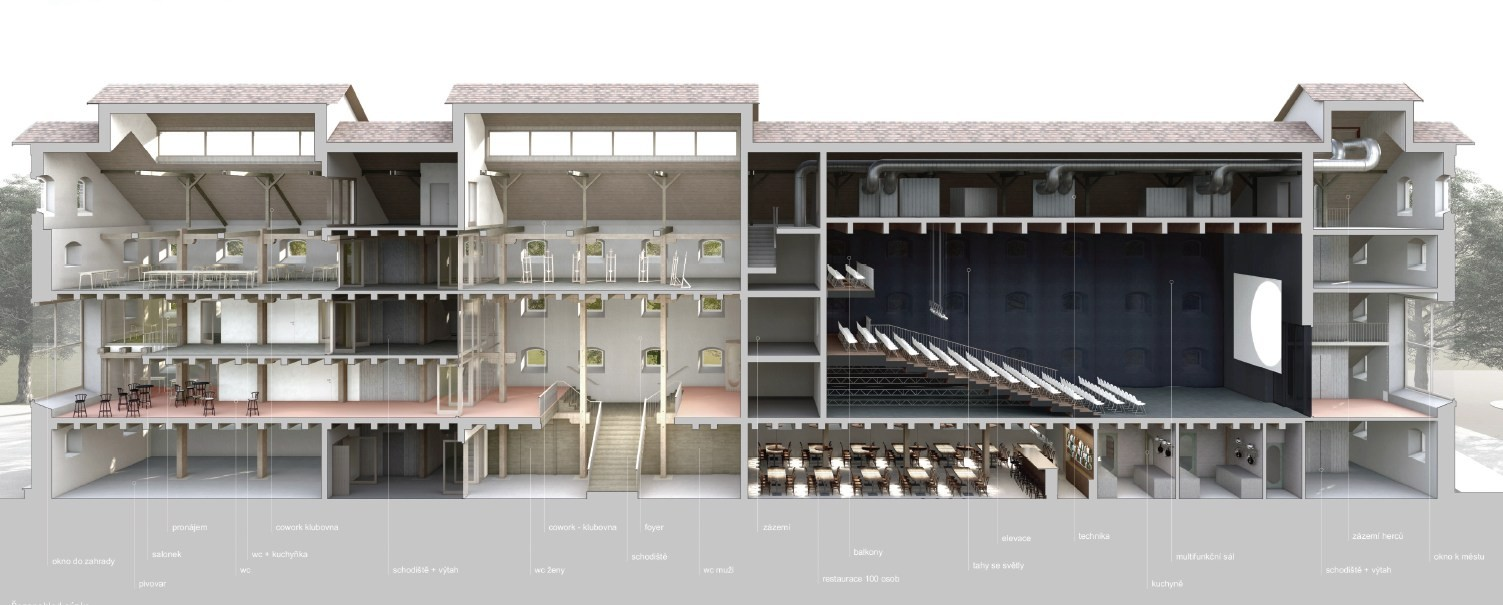 pronájem
cowork klubovna
cowork - klubovna
foyer
zázemí
elevace
technika
zázemí herců
okno do zahrady
salonek
wc + kuchyňka
schodiště
balkony
multifunkční sál
okno k městu
wc
schodiště + výtah
wc ženy
wc muži
tahy se světly
schodiště + výtah
pivovar
restaurace 100 osob
kuchyně